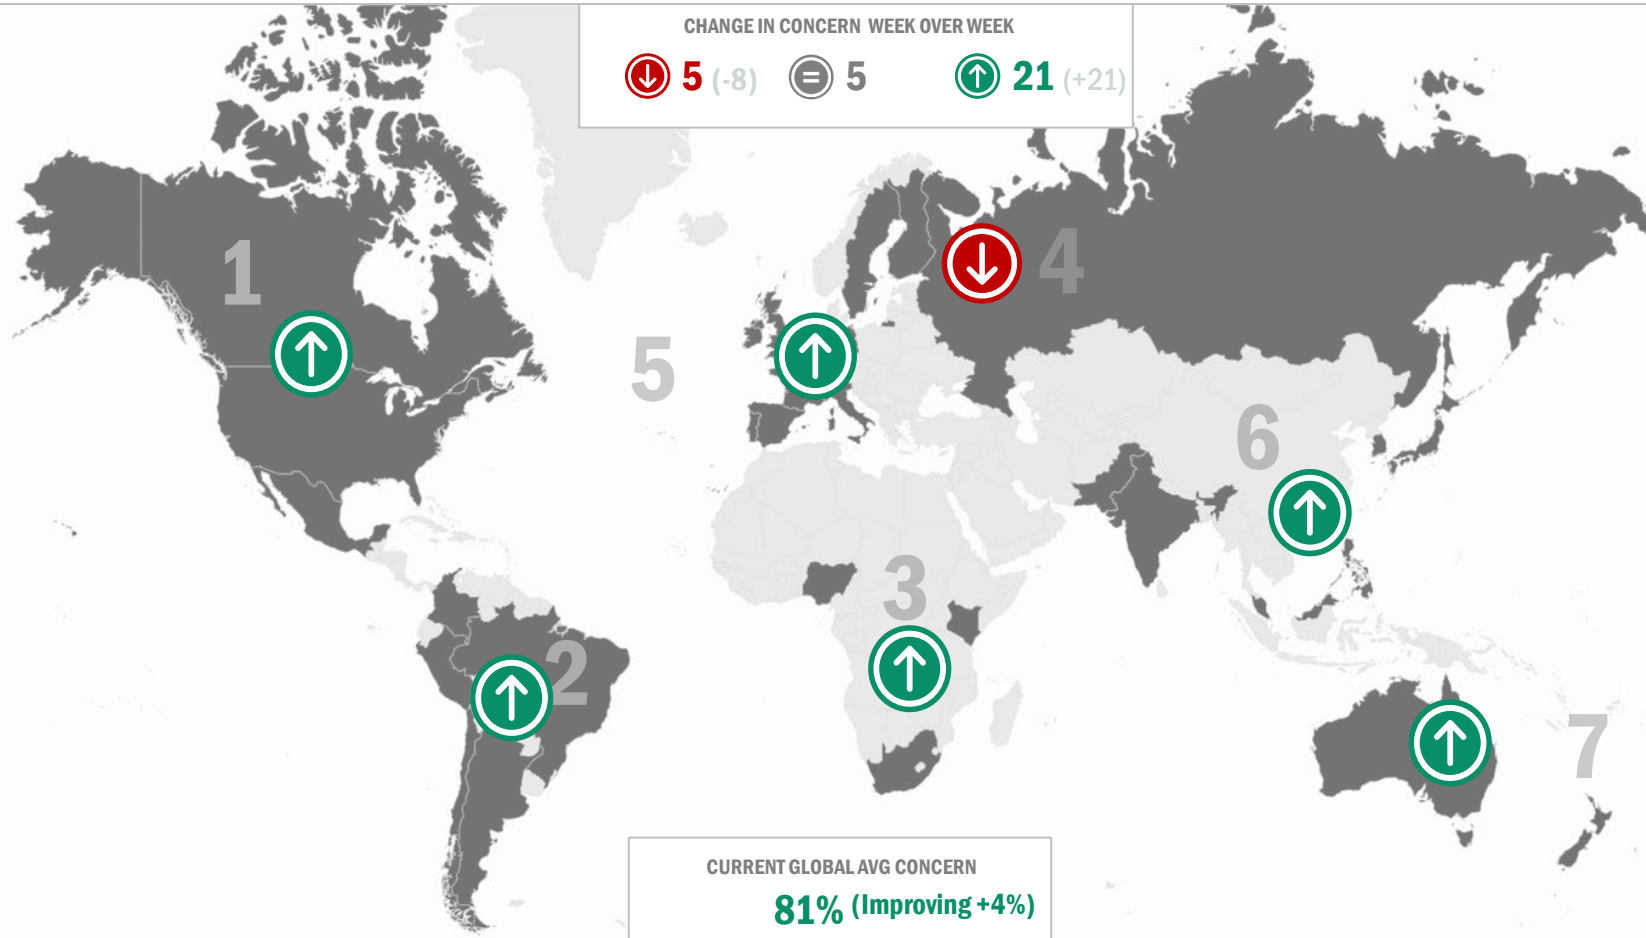 CHANGE IN CONCERN WEEK OVER WEEK
5 (-8) = 5 21 (+21)
1
4
5
6
3
2
7
CURRENT GLOBAL AVG CONCERN
81% (Improving +4%)